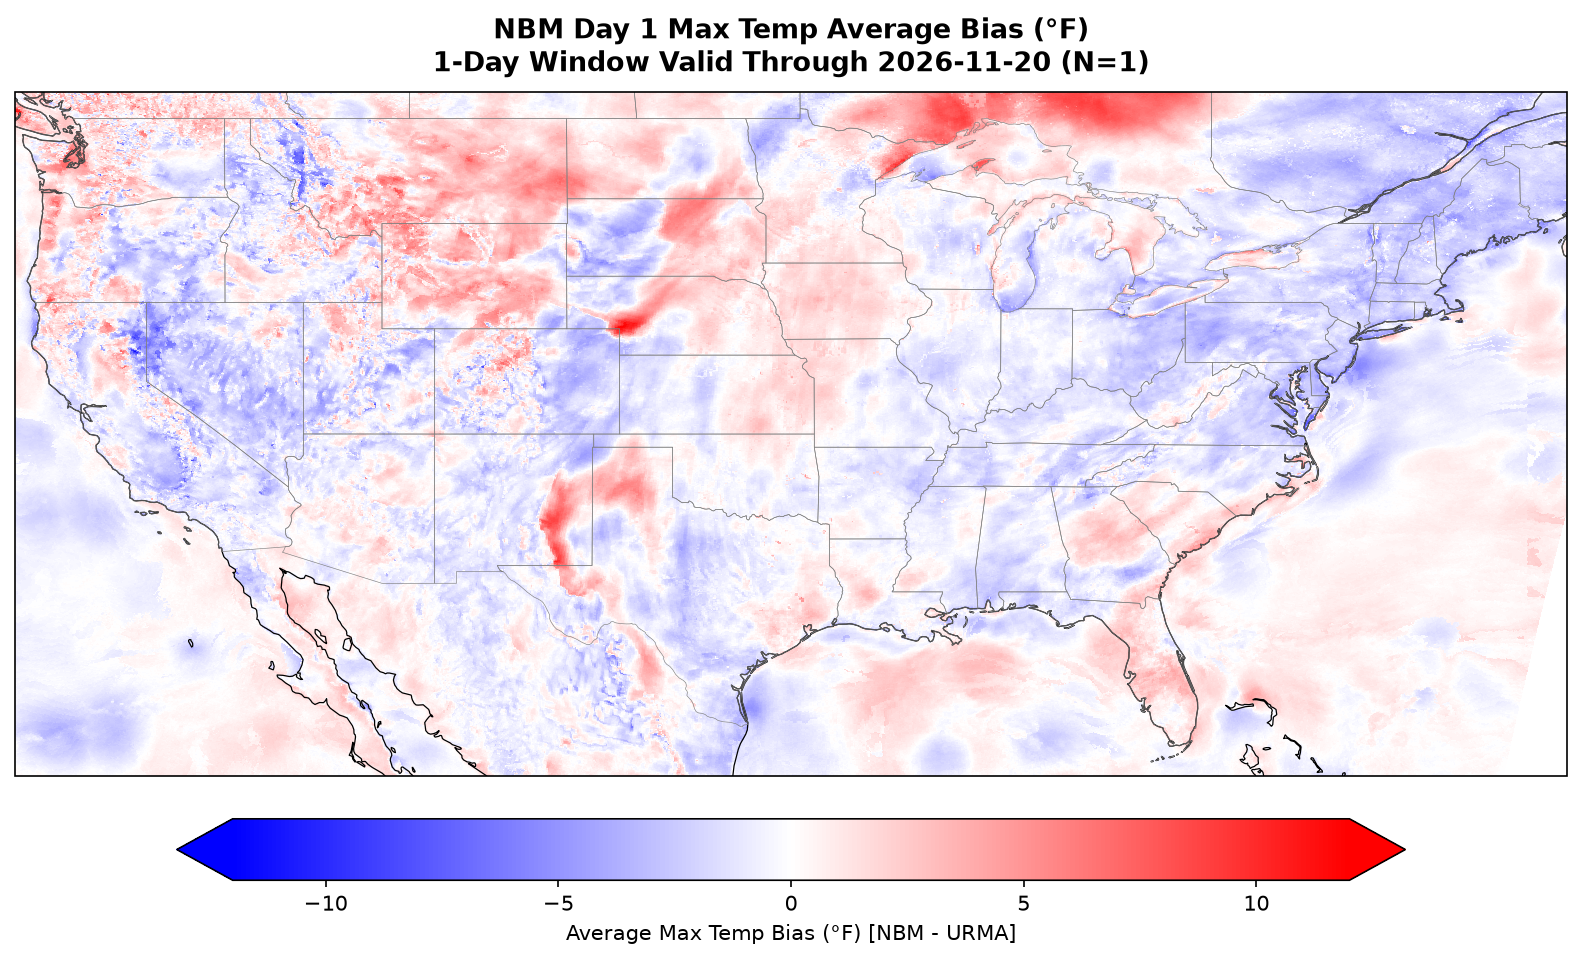 NBM Day 1 Max Temp Average Bias (°F)
1-Day Window Valid Through 2026-11-20 (N=1)
−10 −5 0 5 10
Average Max Temp Bias (°F) [NBM - URMA]